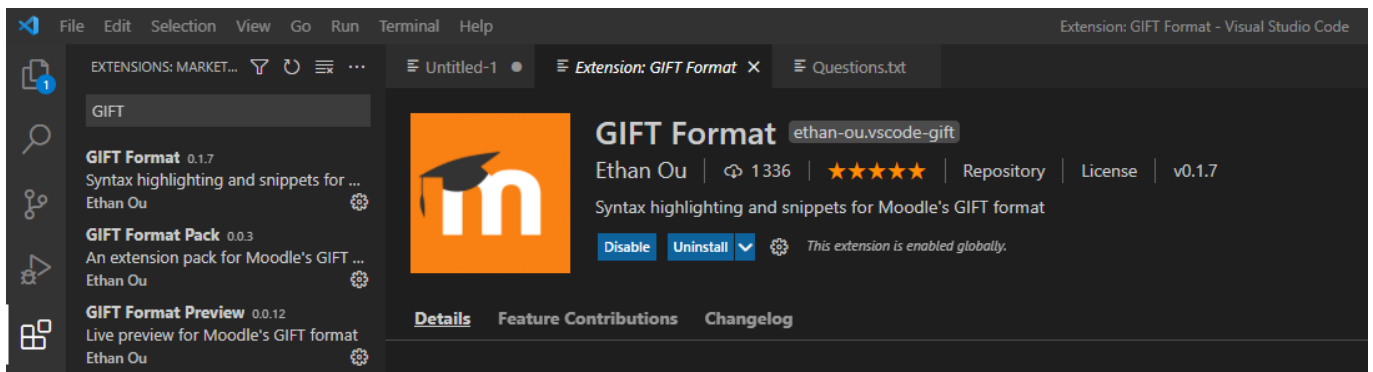 File Edit Selection View Go Run Terminal Help
Extension: GIFT Format - Visual Studio Code
1
EXTENSIONS: MARKET...
GIFT
GIFT Format 0.1.7
Syntax highlighting and snippets for ...
Ethan Ou
GIFT Format Pack 0.0.3
An extension pack for Moodle's GIFT ...
Ethan Ou
GIFT Format Preview 0.0.12
Live preview for Moodle's GIFT format
Ethan Ou
Untitled-1
Extension: GIFT Format
Questions.txt
m
GIFT Format ethan-ou.vscode-gift
Ethan Ou 1336 Repository License v0.1.7
Syntax highlighting and snippets for Moodle's GIFT format
Disable Uninstall This extension is enabled globally.
Details Feature Contributions Changelog